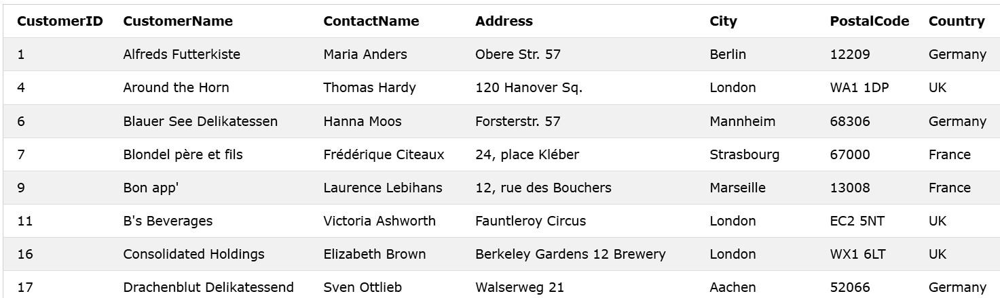 CustomerID CustomerName ContactName Address City PostalCode Country
1 Alfreds Futterkiste Maria Anders Obere Str. 57 Berlin 12209 Germany
4 Around the Horn Thomas Hardy 120 Hanover Sq. London WA1 1DP UK
6 Blauer See Delikatessen Hanna Moos Forsterstr. 57 Mannheim 68306 Germany
7 Blondel père et fils Frédérique Citeaux 24, place Kléber Strasbourg 67000 France
9 Bon app' Laurence Lebihans 12, rue des Bouchers Marseille 13008 France
11 B's Beverages Victoria Ashworth Fauntleroy Circus London EC2 5NT UK
16 Consolidated Holdings Elizabeth Brown Berkeley Gardens 12 Brewery London WX1 6LT UK
17 Drachenblut Delikatessend Sven Ottlieb Walserweg 21 Aachen 52066 Germany